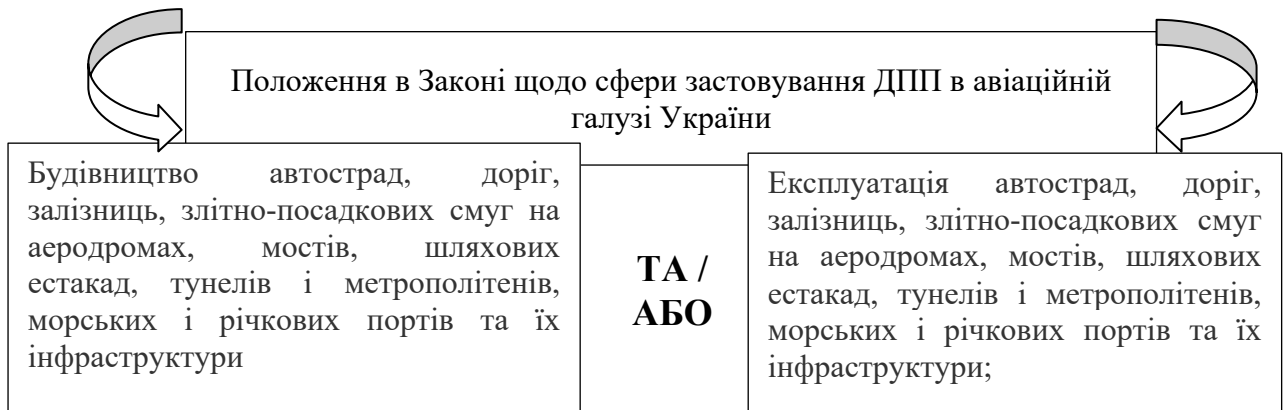 Положення в Законі щодо сфери застовування ДПП в авіаційній
галузі України
Будівництво автострад, доріг,
залізниць, злітно-посадкових смуг на
аеродромах, мостів, шляхових
естакад, тунелів і метрополітенів,
морських і річкових портів та їх
інфраструктури
ТА /
АБО
Експлуатація автострад, доріг,
залізниць, злітно-посадкових смуг
на аеродромах, мостів, шляхових
естакад, тунелів і метрополітенів,
морських і річкових портів та їх
інфраструктури;